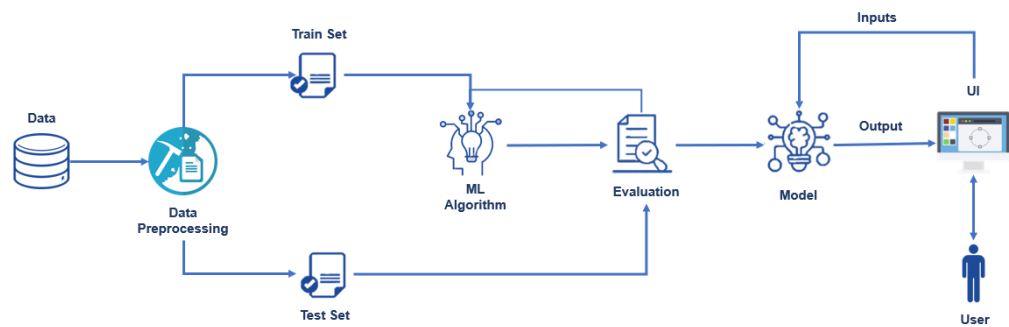 Inputs
Train Set
UI
Data
Output
ML
Algorithm
Evaluation
Model
Data
Preprocessing
Test Set
User